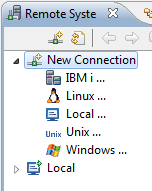 Remote Syste
New Connection
IBM i ...
Linux ...
Local ...
Unix Unix ...
Windows ...
Local